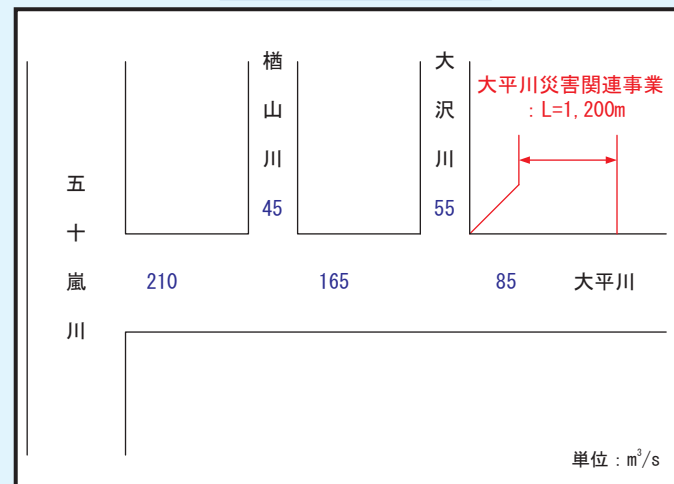 五十嵐川
楢山川
45
大沢川
55
大平川災害関連事業
:L=1,200m
210
165
85
大平川
単位:m³/s